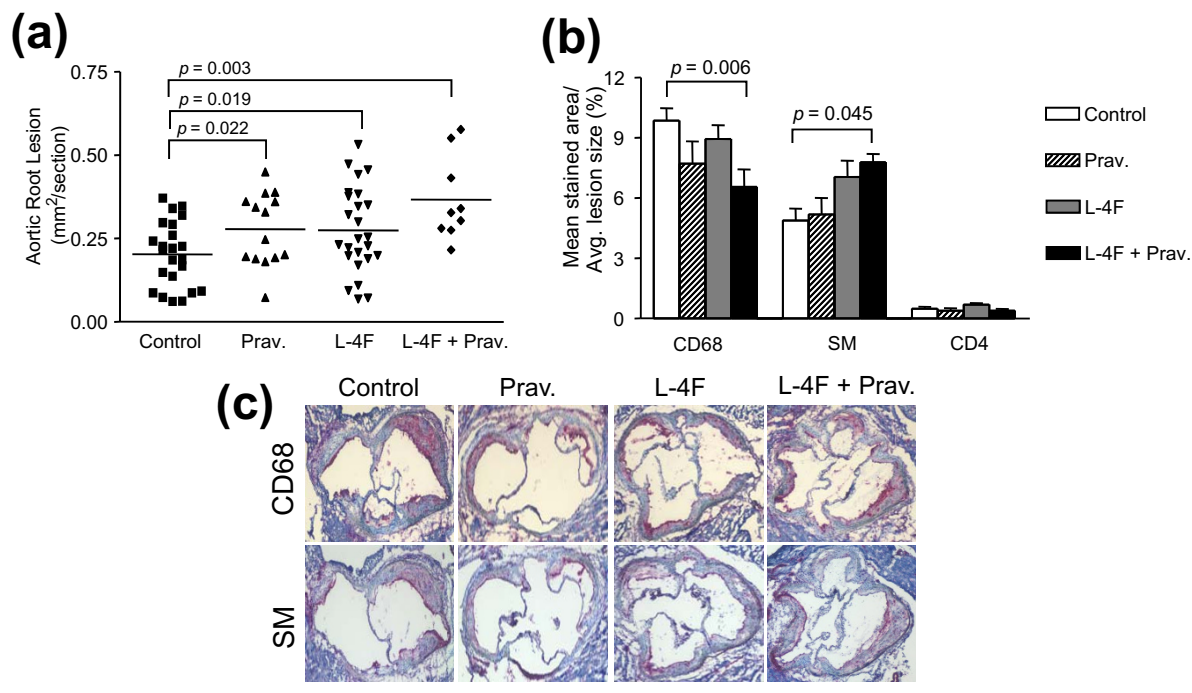 (a)
Aortic Root Lesion
(mm²/section)
0.75
0.50
0.25
0.00
p = 0.003
p = 0.019
p = 0.022
Control
Prav.
L-4F
L-4F + Prav.
(b)
Mean stained area/
Avg. lesion size (%)
12
9
6
3
0
p = 0.006
p = 0.045
CD68
SM
CD4
Control
Prav.
L-4F
L-4F + Prav.
(c)
Control
Prav.
L-4F
L-4F + Prav.
CD68
SM